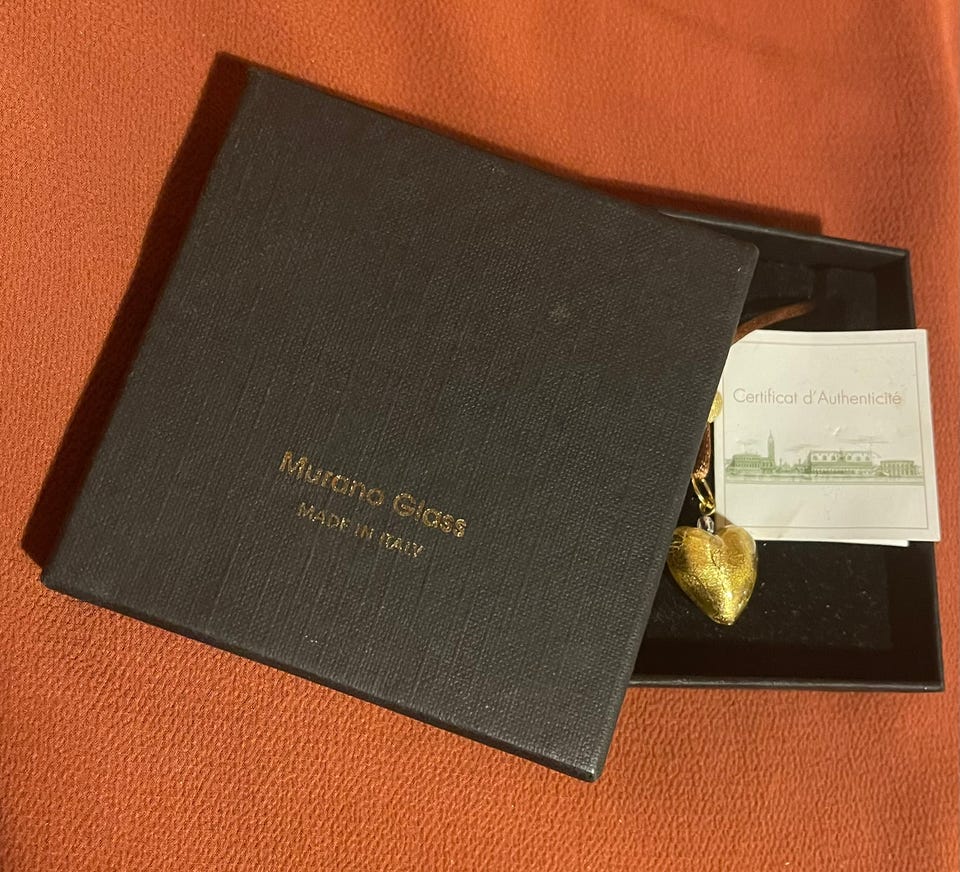 Murano Glass
MADE IN ITALY
Certificat d'Authenticité